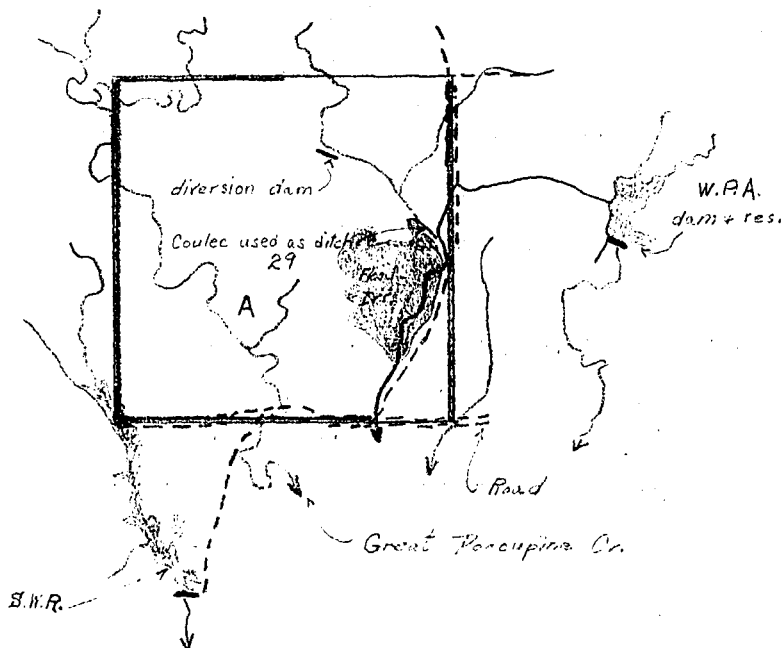 diversion dam
W.P.A.
dam + res.
Coulee used as ditch
29
A
Road
Great Porcupine Cr.
S.W.R.